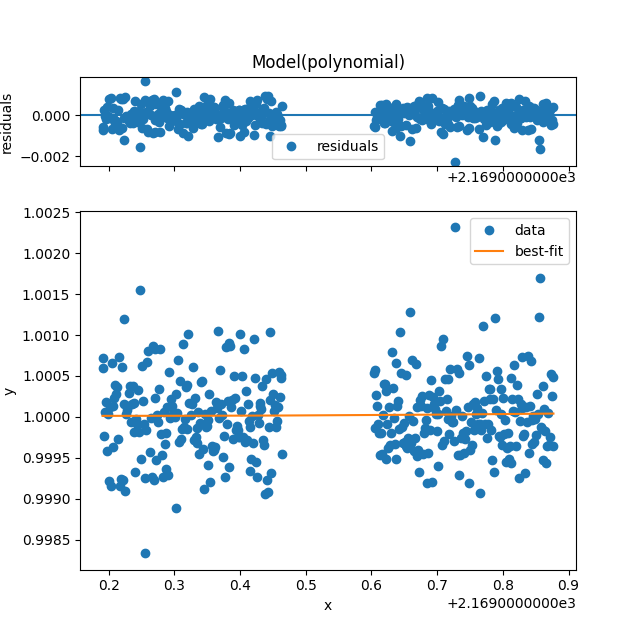 Model(polynomial)
residuals
0.000
−0.002
residuals
+2.1690000000e3
y
1.0025
1.0020
1.0015
1.0010
1.0005
1.0000
0.9995
0.9990
0.9985
data
best-fit
0.2 0.3 0.4 0.5 0.6 0.7 0.8 0.9
x
+2.1690000000e3